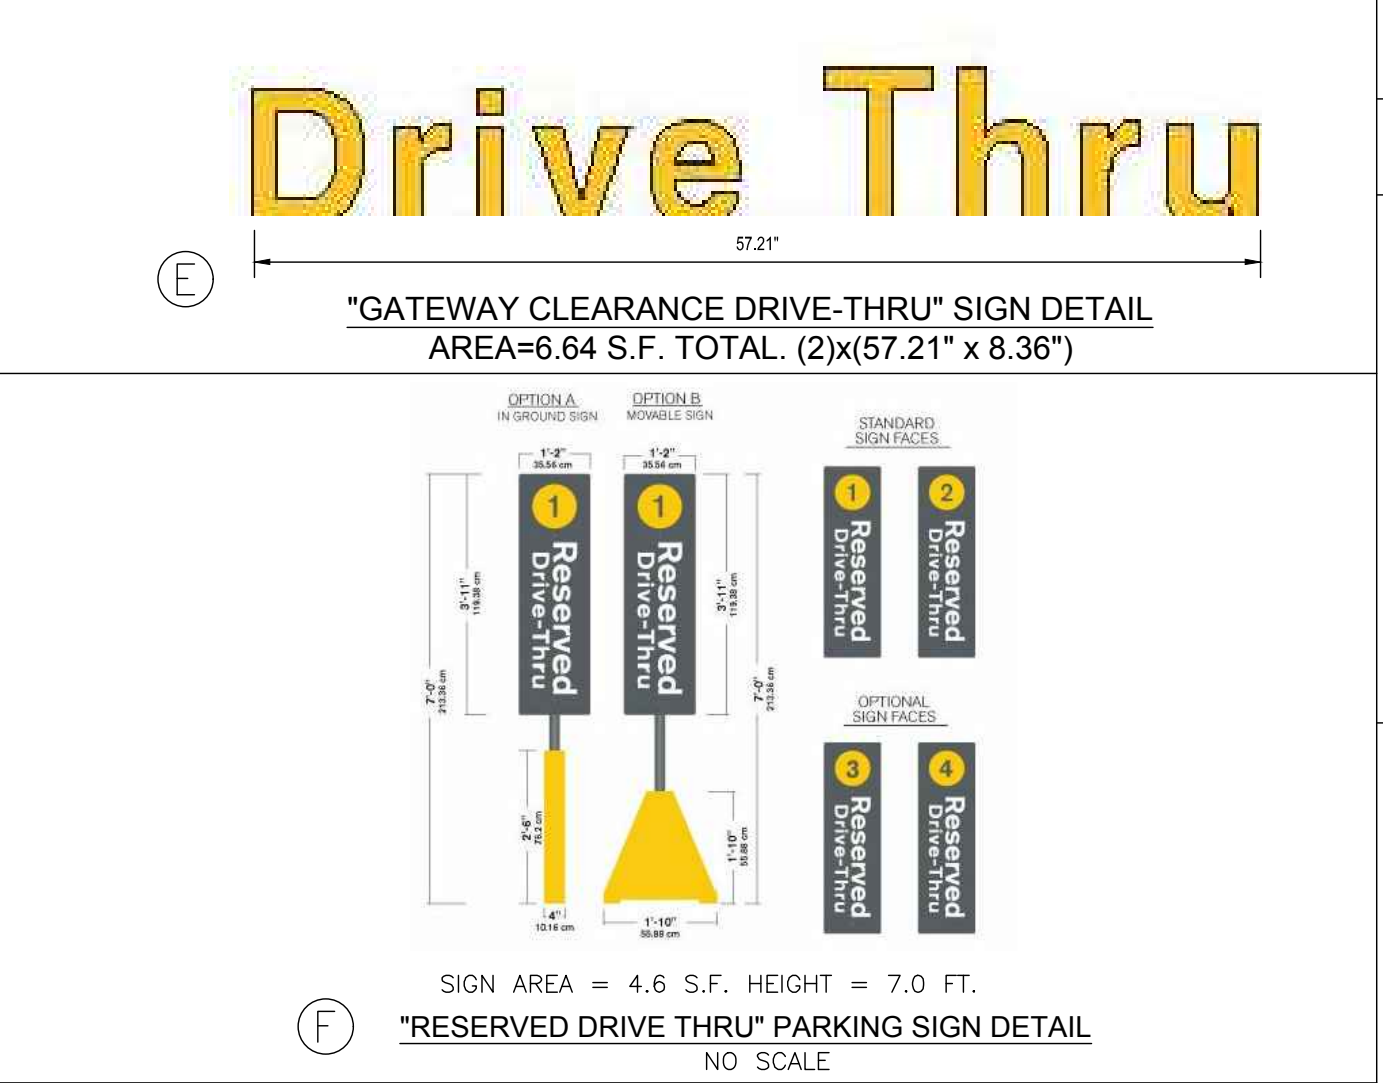 Drive Thru
57.21"
E
"GATEWAY CLEARANCE DRIVE-THRU" SIGN DETAIL
AREA=6.64 S.F. TOTAL. (2)x(57.21" x 8.36")
OPTION A
IN GROUND SIGN
OPTION B
MOVABLE SIGN
1'-2"
35.56 cm
1'-2"
35.56 cm
1
Reserved
Drive-Thru
1
Reserved
Drive-Thru
3'-11"
119.38 cm
7'-0"
213.36 cm
3'-11"
119.38 cm
7'-0"
213.36 cm
2'-6"
76.2 cm
1'-10"
55.88 cm
4"
10.16 cm
1'-10"
55.88 cm
STANDARD
SIGN FACES
1
Reserved
Drive-Thru
2
Reserved
Drive-Thru
OPTIONAL
SIGN FACES
3
Reserved
Drive-Thru
4
Reserved
Drive-Thru
SIGN AREA = 4.6 S.F. HEIGHT = 7.0 FT.
F
"RESERVED DRIVE THRU" PARKING SIGN DETAIL
NO SCALE